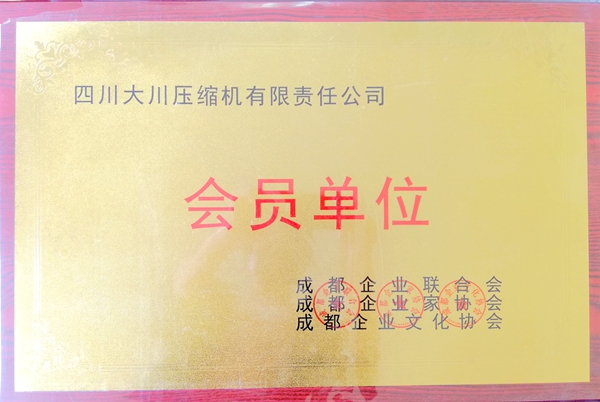 四川大川压缩机有限责任公司
会员单位
成都企业联合会
成都企业家协会
成都企业文化协会